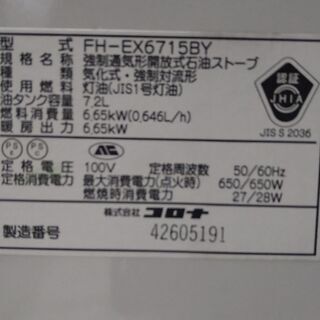 型　式　FH-EX6715BY
規 格 名 称　強制通気形開放式石油ストーブ
種　類　気化式・強制対流形
使 用 燃 料　灯油(JIS1号灯油)
油タンク容量　7.2L
燃料消費量　6.65kW(0,646L/h)
暖 房 出 力　6.65kW
認証
JHIA
JIS S 2036
PS
E
PS
C
定 格 電 圧　100V　定格周波数　50/60Hz
定格消費電力　最大消費電力(点火時)　650/650W
燃焼時消費電力　27/28W
株式会社 コロナ
製造番号　42605191